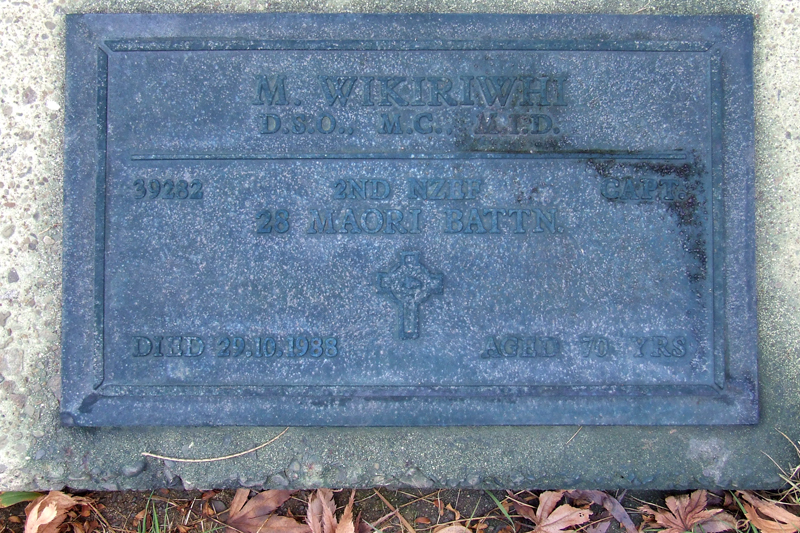 M. WIKIRIWHI
D.S.O., M.C., M.I.D.
39282 2ND NZEF CAPT.
28 MAORI BATTN.
DIED 29.10.1988 AGED 70 YRS